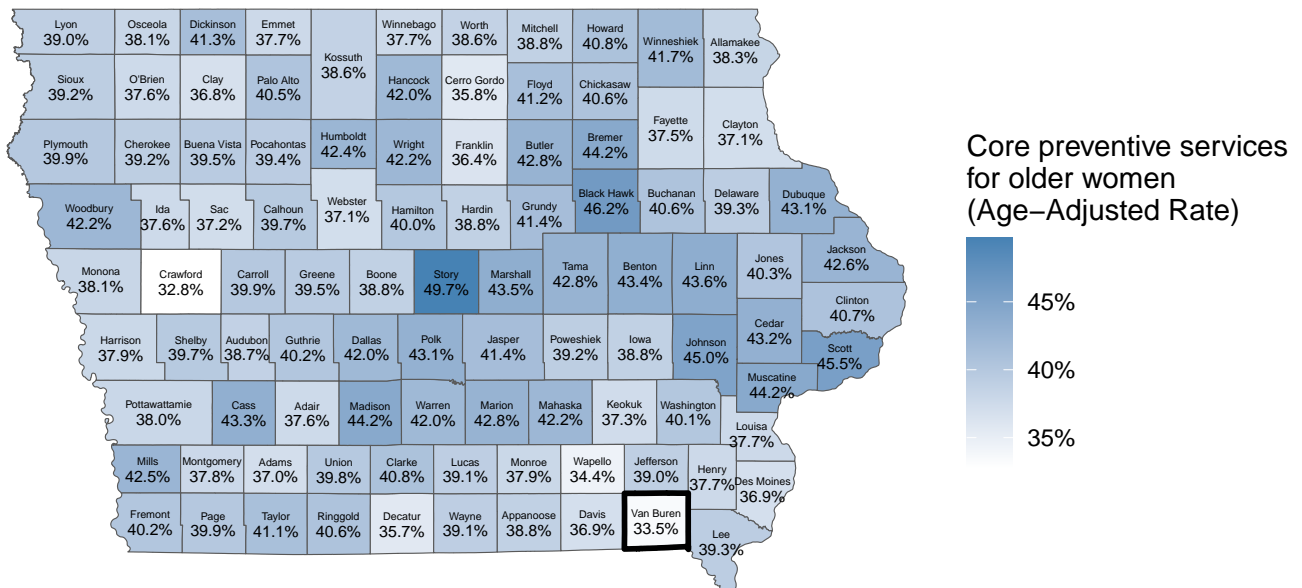 Lyon
39.0%
Osceola
38.1%
Dickinson
41.3%
Emmet
37.7%
Kossuth
38.6%
Winnebago
37.7%
Worth
38.6%
Mitchell
38.8%
Howard
40.8%
Winneshiek
41.7%
Allamakee
38.3%
Sioux
39.2%
O'Brien
37.6%
Clay
36.8%
Palo Alto
40.5%
Hancock
42.0%
Cerro Gordo
35.8%
Floyd
41.2%
Chickasaw
40.6%
Fayette
37.5%
Clayton
37.1%
Plymouth
39.9%
Cherokee
39.2%
Buena Vista
39.5%
Pocahontas
39.4%
Humboldt
42.4%
Wright
42.2%
Franklin
36.4%
Butler
42.8%
Bremer
44.2%
Woodbury
42.2%
Ida
37.6%
Sac
37.2%
Calhoun
39.7%
Webster
37.1%
Hamilton
40.0%
Hardin
38.8%
Grundy
41.4%
Black Hawk
46.2%
Buchanan
40.6%
Delaware
39.3%
Dubuque
43.1%
Monona
38.1%
Crawford
32.8%
Carroll
39.9%
Greene
39.5%
Boone
38.8%
Story
49.7%
Marshall
43.5%
Tama
42.8%
Benton
43.4%
Linn
43.6%
Jones
40.3%
Jackson
42.6%
Clinton
40.7%
Harrison
37.9%
Shelby
39.7%
Audubon
38.7%
Guthrie
40.2%
Dallas
42.0%
Polk
43.1%
Jasper
41.4%
Poweshiek
39.2%
Iowa
38.8%
Johnson
45.0%
Cedar
43.2%
Scott
45.5%
Muscatine
44.2%
Pottawattamie
38.0%
Cass
43.3%
Adair
37.6%
Madison
44.2%
Warren
42.0%
Marion
42.8%
Mahaska
42.2%
Keokuk
37.3%
Washington
40.1%
Louisa
37.7%
Mills
42.5%
Montgomery
37.8%
Adams
37.0%
Union
39.8%
Clarke
40.8%
Lucas
39.1%
Monroe
37.9%
Wapello
34.4%
Jefferson
39.0%
Henry
37.7%
Des Moines
36.9%
Fremont
40.2%
Page
39.9%
Taylor
41.1%
Ringgold
40.6%
Decatur
35.7%
Wayne
39.1%
Appanoose
38.8%
Davis
36.9%
Van Buren
33.5%
Lee
39.3%
Core preventive services
for older women
(Age−Adjusted Rate)
45%
40%
35%